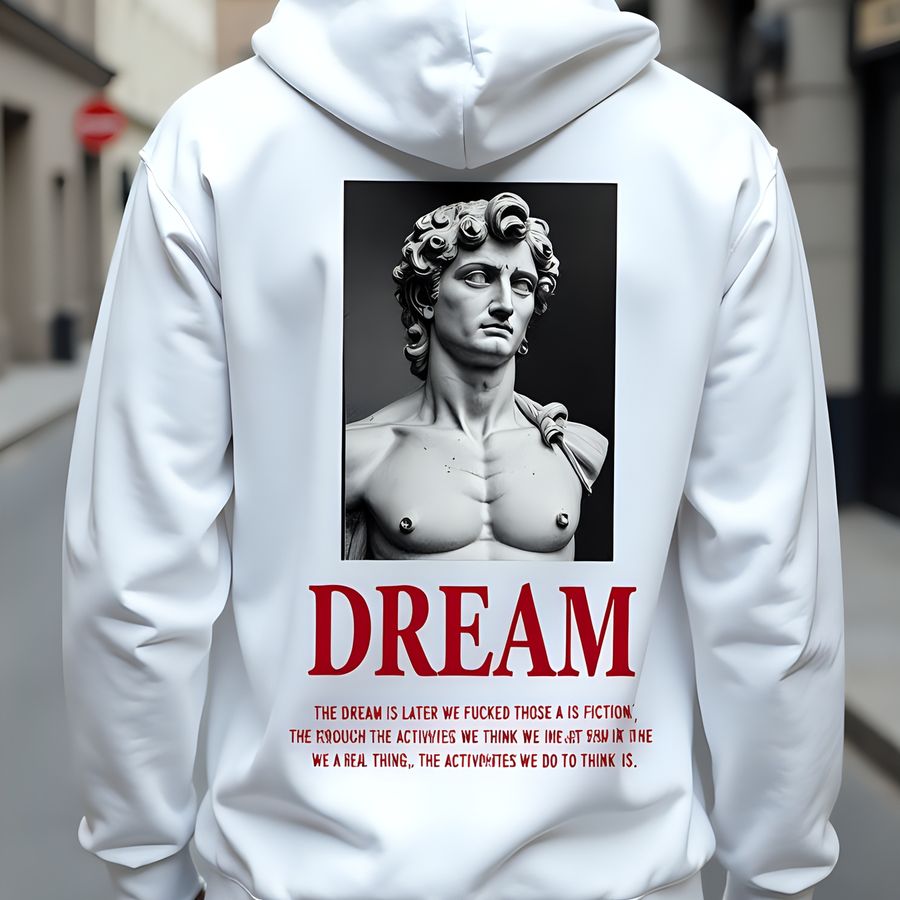 DREAM
THE DREAM IS LATER WE FUCKED THOSE A IS FICTION,
THE THE WE THINK WE THE
WE A REAL THING,, THE WE DO TO THINK IS.